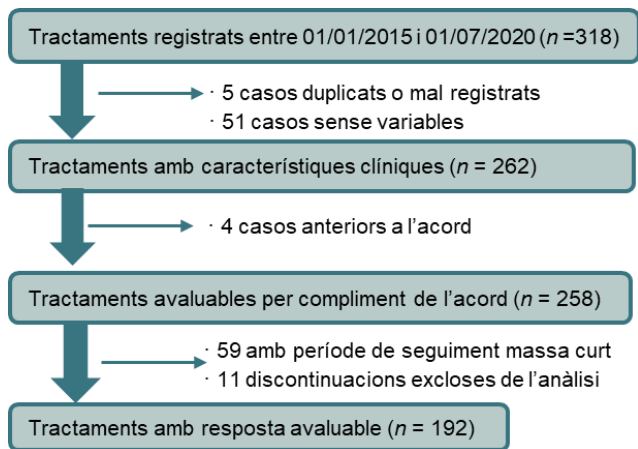 Tractaments registrats entre 01/01/2015 i 01/07/2020 (n =318)
· 5 casos duplicats o mal registrats
· 51 casos sense variables
Tractaments amb característiques clíniques (n = 262)
· 4 casos anteriors a l’acord
Tractaments avaluables per compliment de l’acord (n = 258)
· 59 amb període de seguiment massa curt
· 11 discontinuacions excloses de l’anàlisi
Tractaments amb resposta avaluable (n = 192)